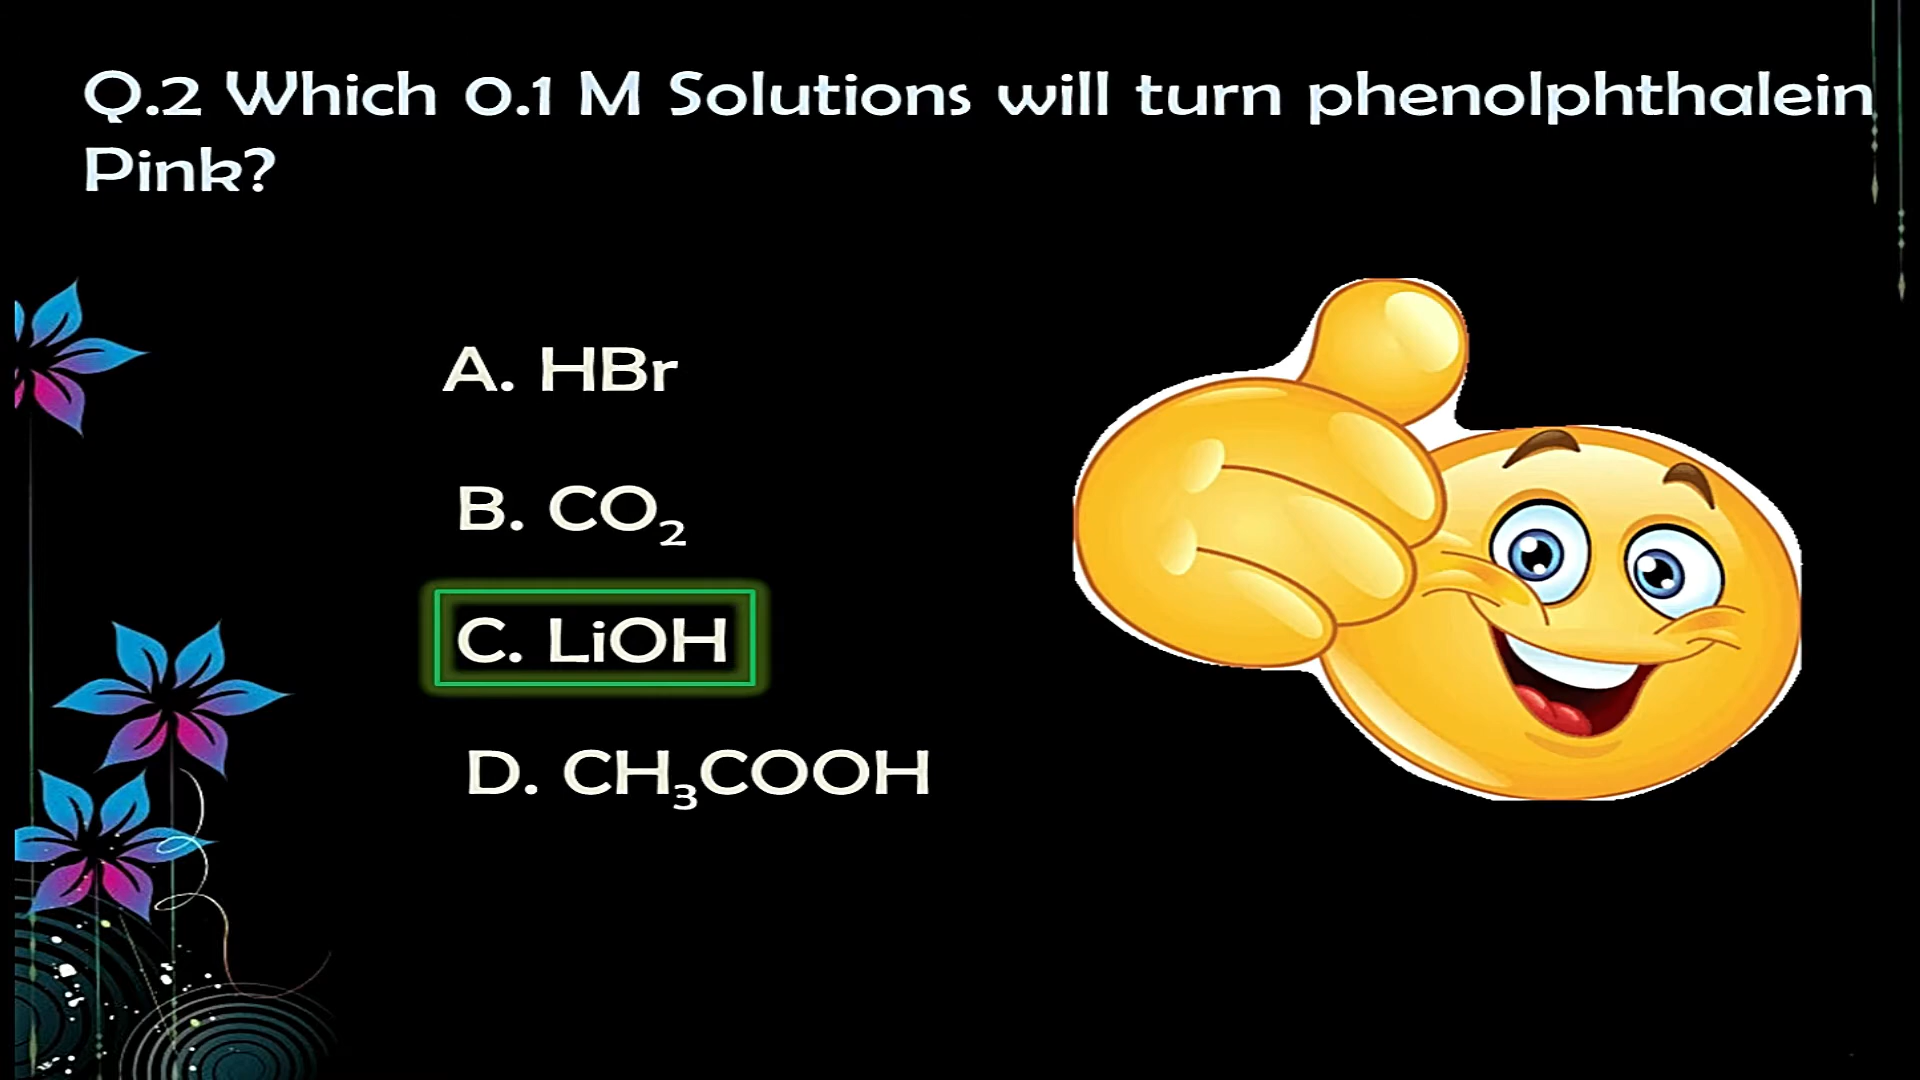 Q.2 Which 0.1 M Solutions will turn phenolphthalein
Pink?
A. HBr
B. CO₂
C. LiOH
D. CH₃COOH